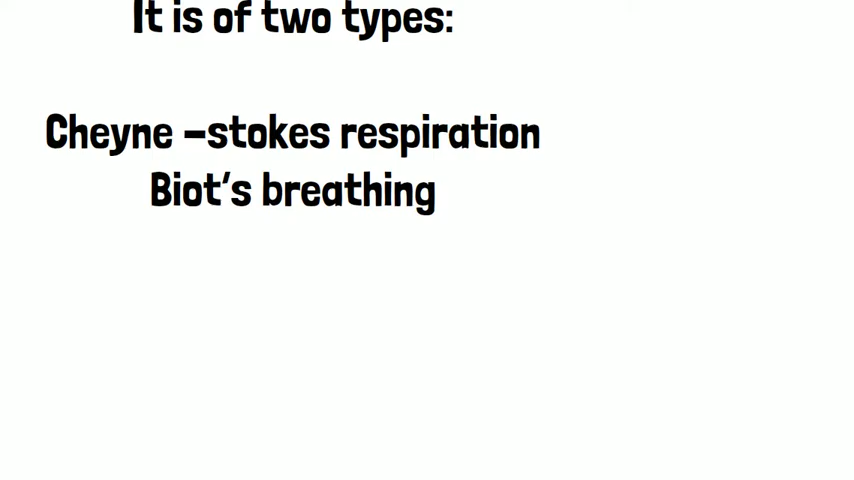 It is of two types:
Cheyne –stokes respiration
Biot's breathing